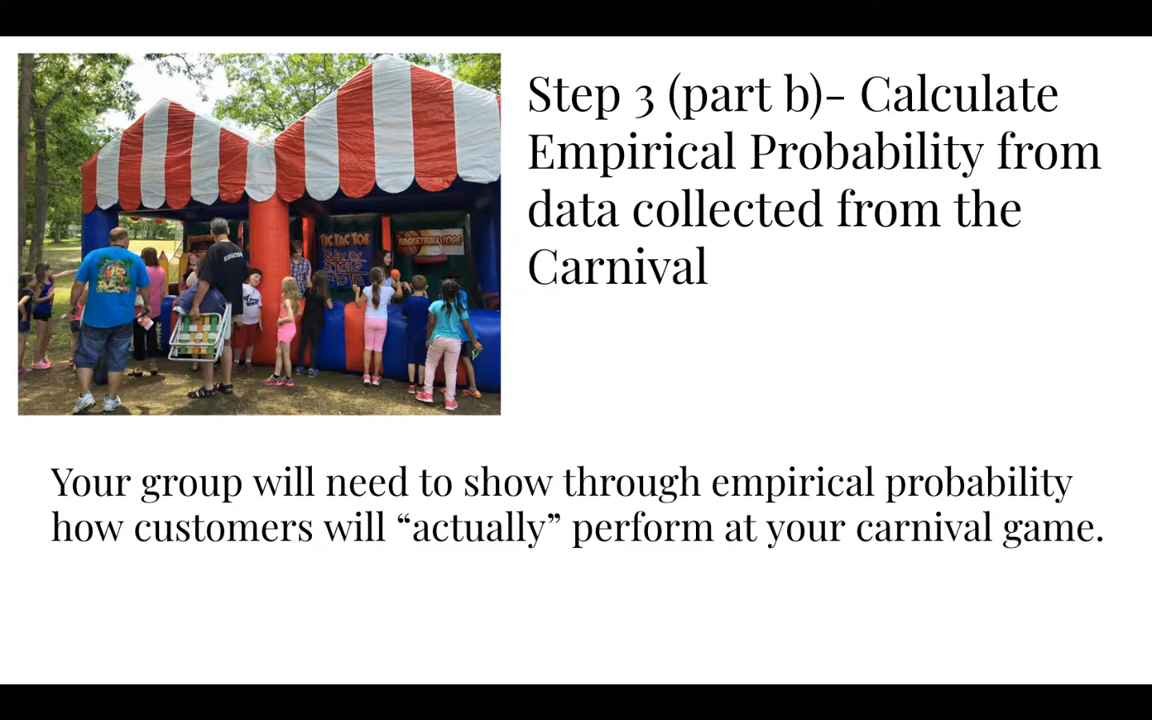 Step 3 (part b)- Calculate
Empirical Probability from
data collected from the
Carnival
TIC TAC TOE
BASKETBALL TOSS
Your group will need to show through empirical probability
how customers will “actually” perform at your carnival game.